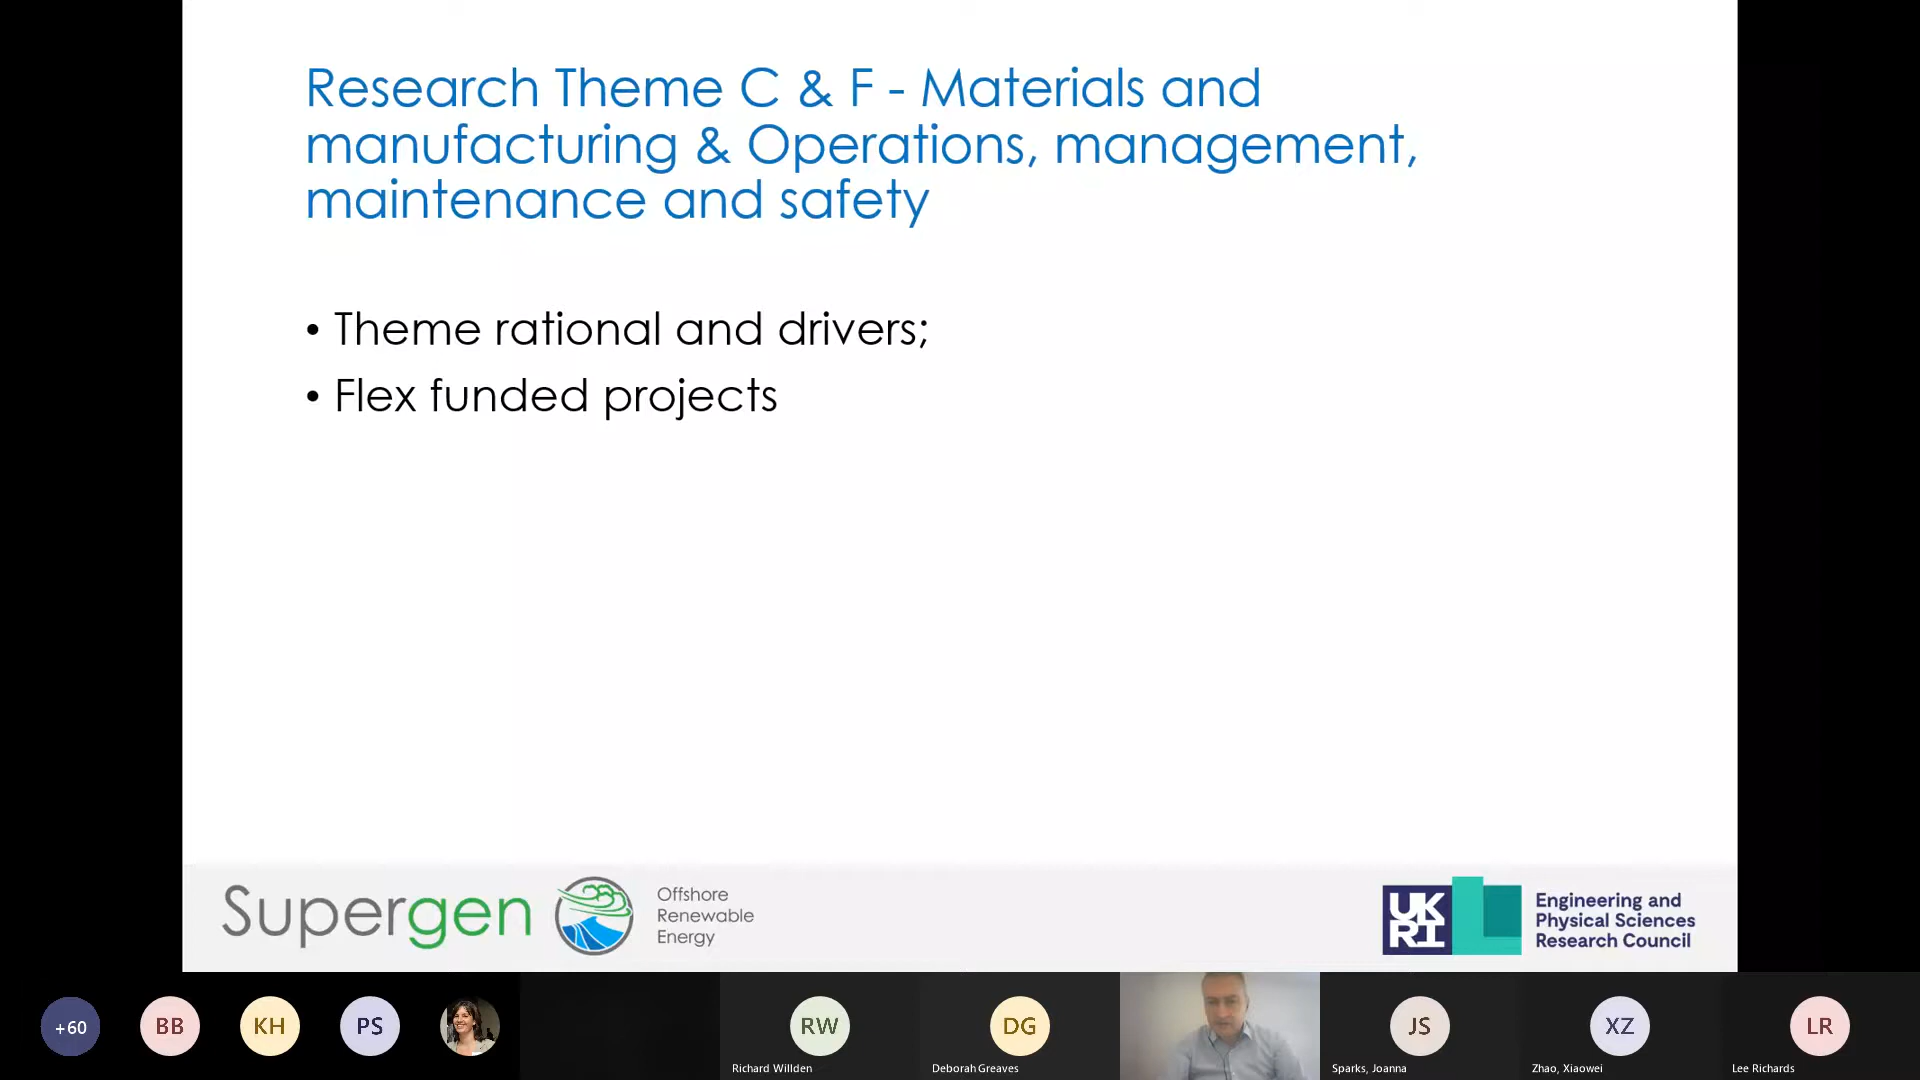 Research Theme C & F - Materials and
manufacturing & Operations, management,
maintenance and safety
• Theme rational and drivers;
• Flex funded projects
Supergen
Offshore
Renewable
Energy
UK
RI
Engineering and
Physical Sciences
Research Council
+60
BB
KH
PS
RW
Richard Willden
DG
Deborah Greaves
JS
Sparks, Joanna
XZ
Zhao, Xiaowei
LR
Lee Richards